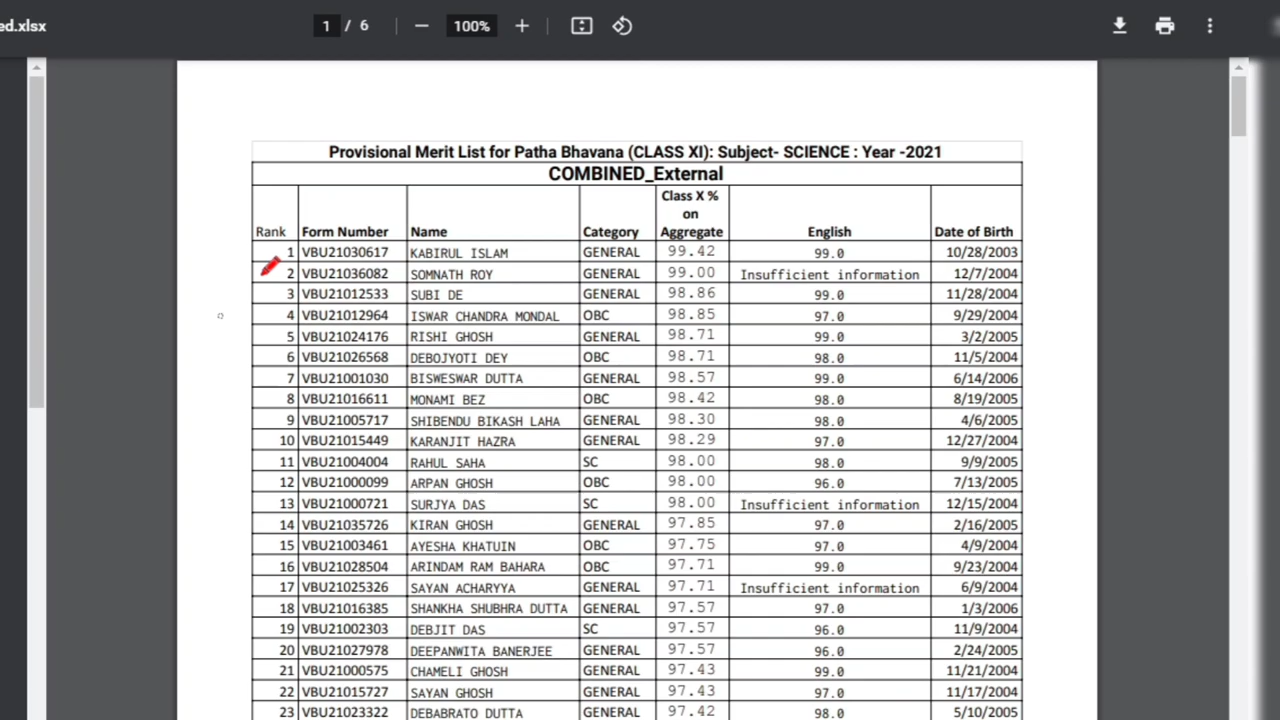 ed.xlsx 1 / 6 100%
Provisional Merit List for Patha Bhavana (CLASS XI): Subject- SCIENCE : Year -2021
COMBINED_External
Rank Form Number Name Category Class X % on Aggregate English Date of Birth
1 VBU21030617 KABIRUL ISLAM GENERAL 99.42 99.0 10/28/2003
2 VBU21036082 SOMNATH ROY GENERAL 99.00 Insufficient information 12/7/2004
3 VBU21012533 SUBI DE GENERAL 98.86 99.0 11/28/2004
4 VBU21012964 ISWAR CHANDRA MONDAL OBC 98.85 97.0 9/29/2004
5 VBU21024176 RISHI GHOSH GENERAL 98.71 99.0 3/2/2005
6 VBU21026568 DEBOJYOTI DEY OBC 98.71 98.0 11/5/2004
7 VBU21001030 BISWESWAR DUTTA GENERAL 98.57 99.0 6/14/2006
8 VBU21016611 MONAMI BEZ OBC 98.42 98.0 8/19/2005
9 VBU21005717 SHIBENDU BIKASH LAHA GENERAL 98.30 98.0 4/6/2005
10 VBU21015449 KARANJIT HAZRA GENERAL 98.29 97.0 12/27/2004
11 VBU21004004 RAHUL SAHA SC 98.00 98.0 9/9/2005
12 VBU21000099 ARPAN GHOSH OBC 98.00 96.0 7/13/2005
13 VBU21000721 SURJYA DAS SC 98.00 Insufficient information 12/15/2004
14 VBU21035726 KIRAN GHOSH GENERAL 97.85 97.0 2/16/2005
15 VBU21003461 AYESHA KHATUIN OBC 97.75 97.0 4/9/2004
16 VBU21028504 ARINDAM RAM BAHARA OBC 97.71 99.0 9/23/2004
17 VBU21025326 SAYAN ACHARYYA GENERAL 97.71 Insufficient information 6/9/2004
18 VBU21016385 SHANKHA SHUBHRA DUTTA GENERAL 97.57 97.0 1/3/2006
19 VBU21002303 DEBJIT DAS SC 97.57 96.0 11/9/2004
20 VBU21027978 DEEPANWITA BANERJEE GENERAL 97.57 96.0 2/24/2005
21 VBU21000575 CHAMELI GHOSH GENERAL 97.43 99.0 11/21/2004
22 VBU21015727 SAYAN GHOSH GENERAL 97.43 97.0 11/17/2004
23 VBU21023322 DEBABRATO DUTTA GENERAL 97.42 98.0 5/10/2005